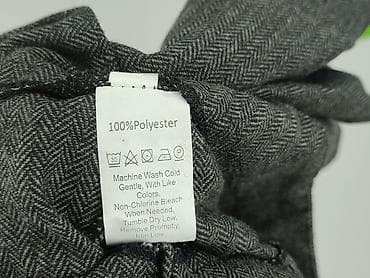 100%Polyester
Machine Wash Cold
Gentle, With Like
Colors,
Non-Chlorine Bleach
When Needed,
Tumble Dry Low,
Remove Promptly,